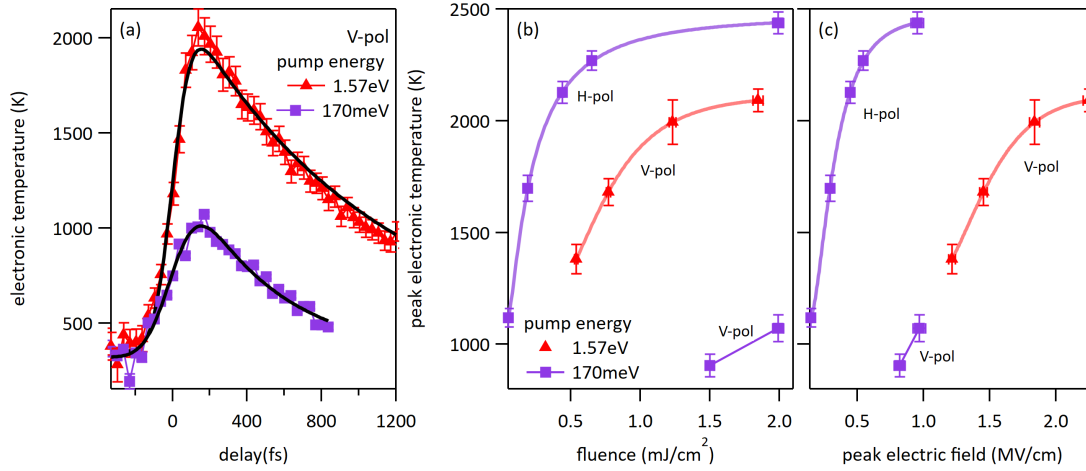 (a)
V-pol
pump energy
1.57eV
170meV
electronic temperature (K)
2000
1500
1000
500
0
400
800
1200
delay(fs)
(b)
H-pol
V-pol
V-pol
pump energy
1.57eV
170meV
peak electronic temperature (K)
2500
2000
1500
1000
0.5
1.0
1.5
2.0
fluence (mJ/cm²)
(c)
H-pol
V-pol
V-pol
0.5
1.0
1.5
2.0
peak electric field (MV/cm)